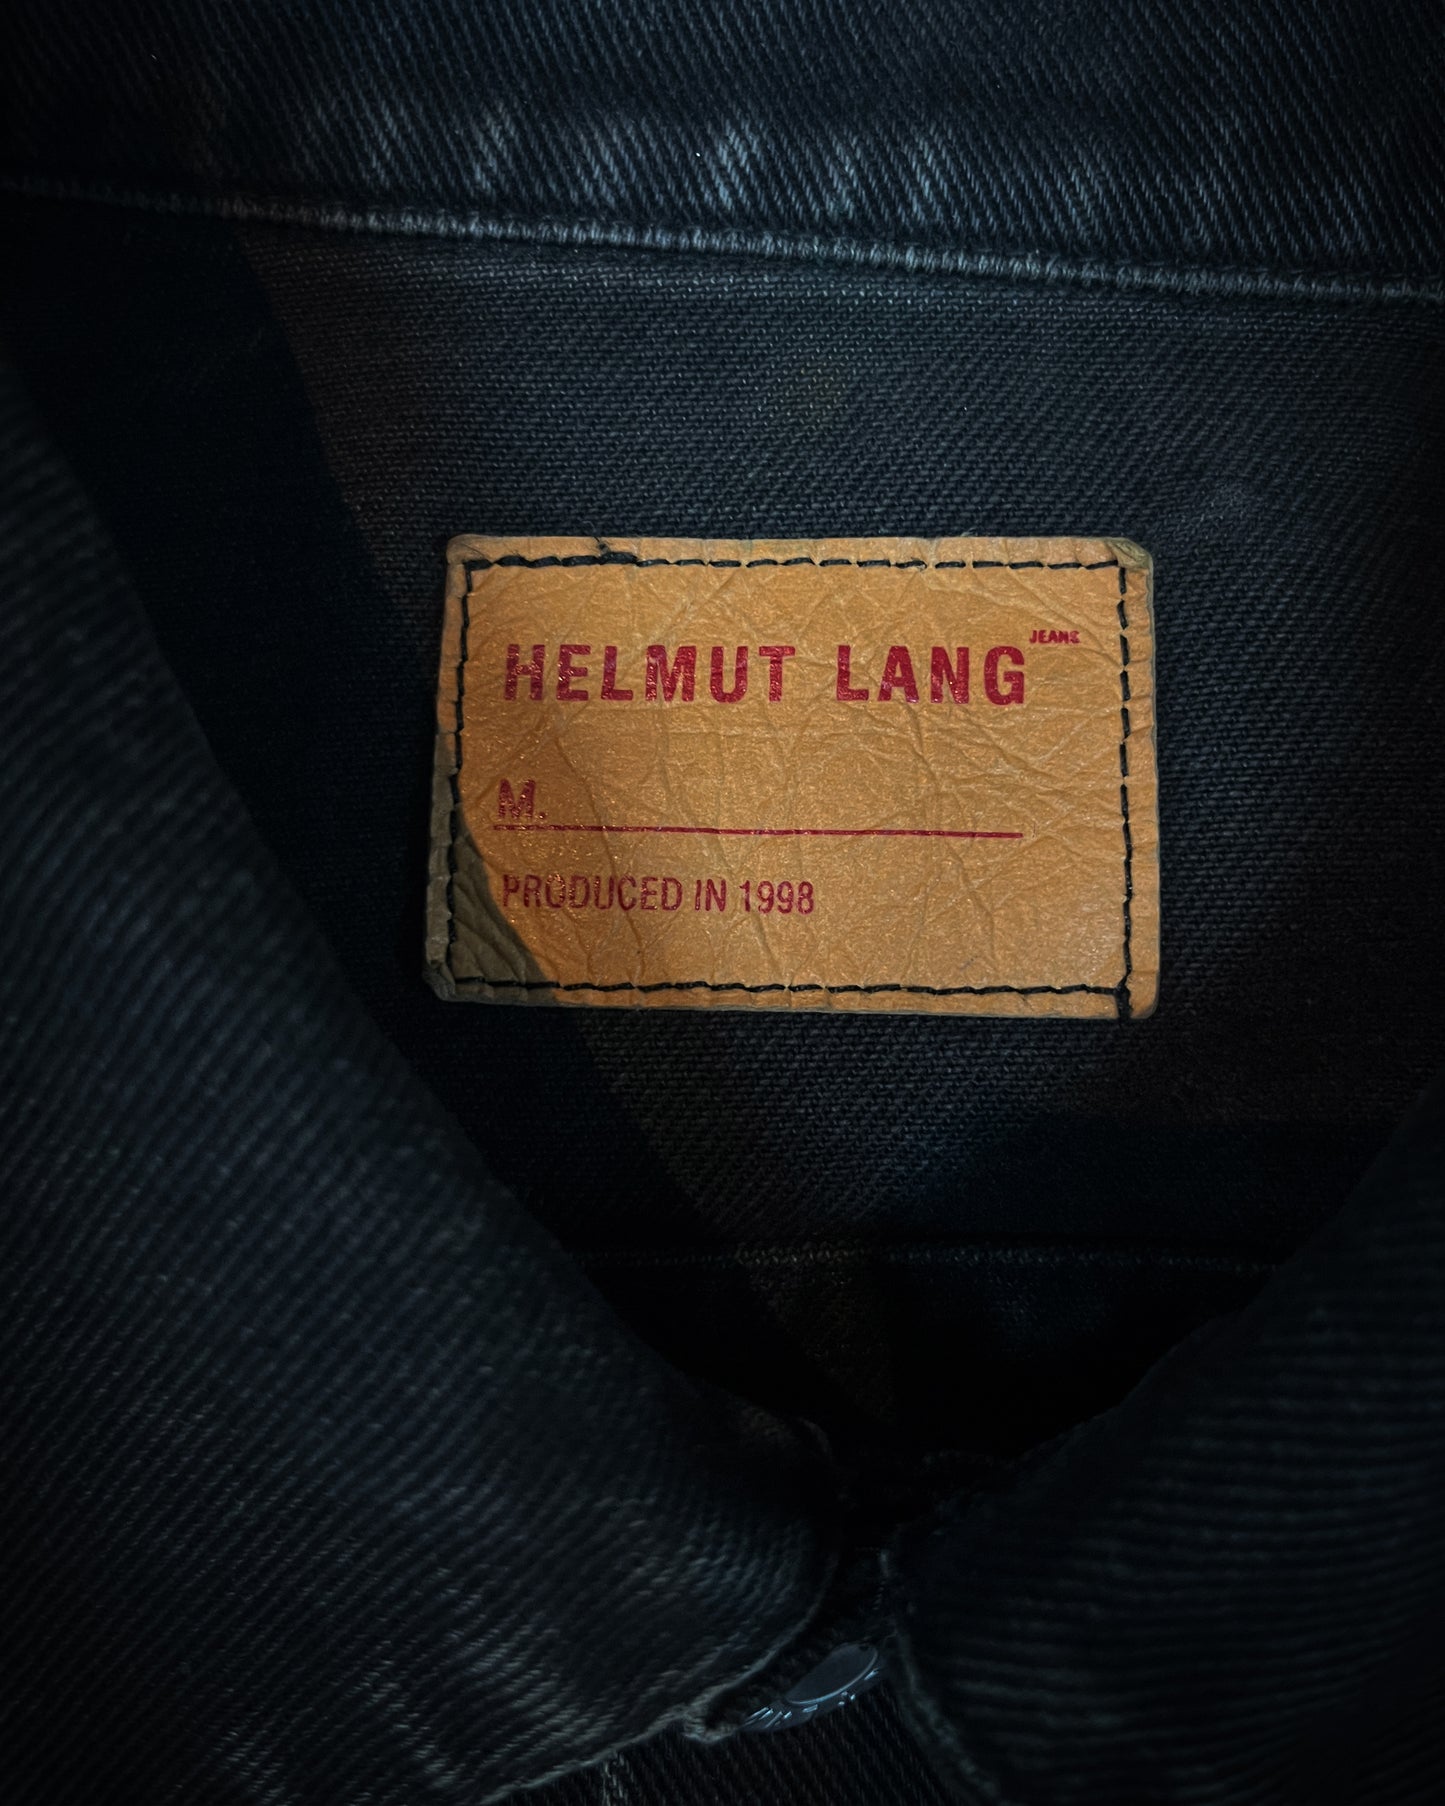 HELMUT LANG JEANS
M.
PRODUCED IN 1998